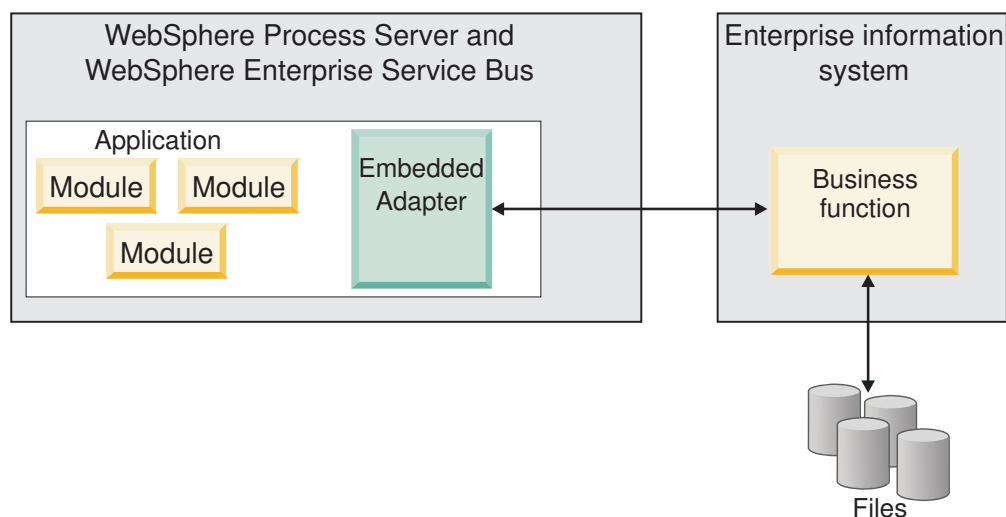 WebSphere Process Server and
WebSphere Enterprise Service Bus
Application
Module
Module
Module
Embedded
Adapter
Enterprise information
system
Business
function
Files